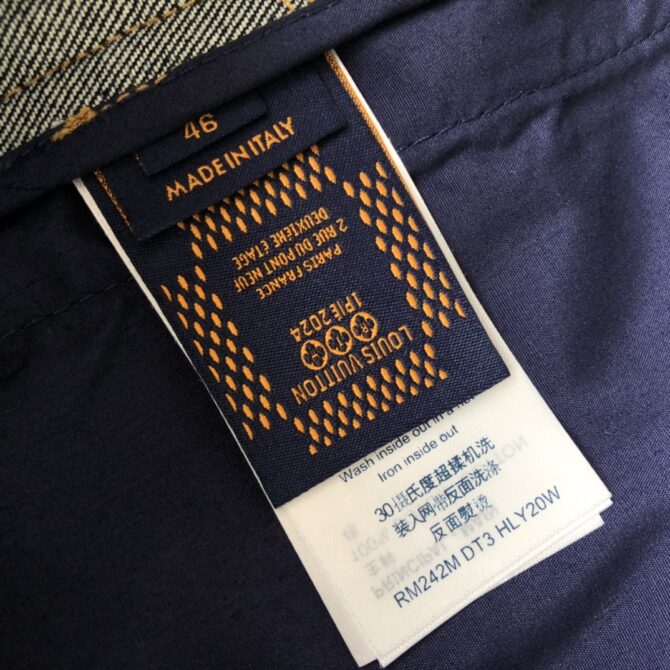 46
MADE IN ITALY
PARIS FRANCE
2 RUE DU PONT NEUF
DEUXIEME ETAGE
LOUIS VUITTON
1P/E 2024
Wash inside out in a
Iron inside out
30摄氏度超揉机洗
装入网带反面洗涤
反面熨烫
RM242M DT3 HLY20W